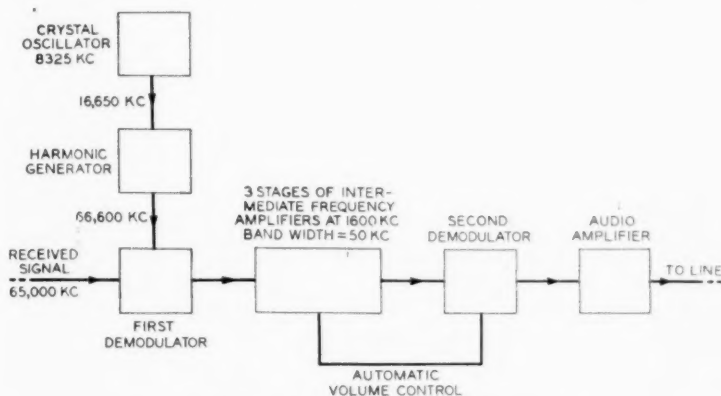 CRYSTAL
OSCILLATOR
8325 KC
16,650 KC
HARMONIC
GENERATOR
66,600 KC
RECEIVED
SIGNAL
65,000 KC
FIRST
DEMODULATOR
3 STAGES OF INTER-
MEDIATE FREQUENCY
AMPLIFIERS AT 1600 KC
BAND WIDTH = 50 KC
SECOND
DEMODULATOR
AUDIO
AMPLIFIER
TO LINE
AUTOMATIC
VOLUME CONTROL